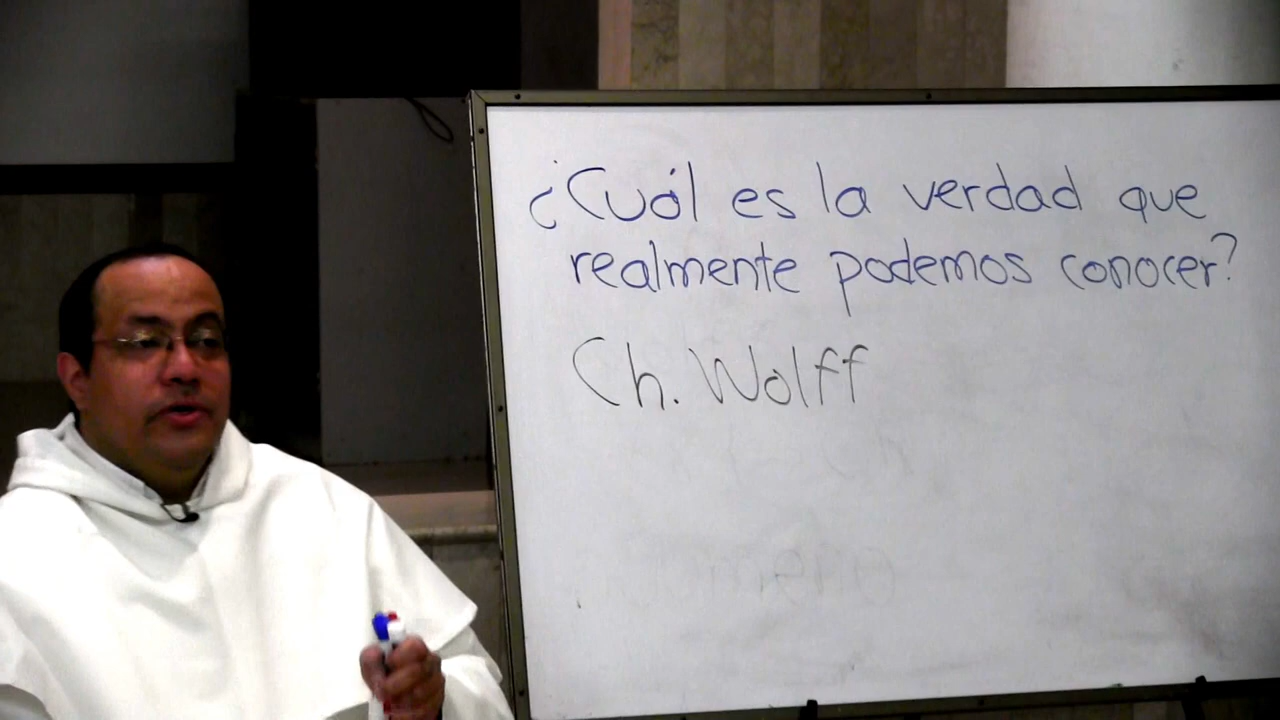 ¿Cuál es la verdad que
realmente podemos conocer?
Ch. Wolff